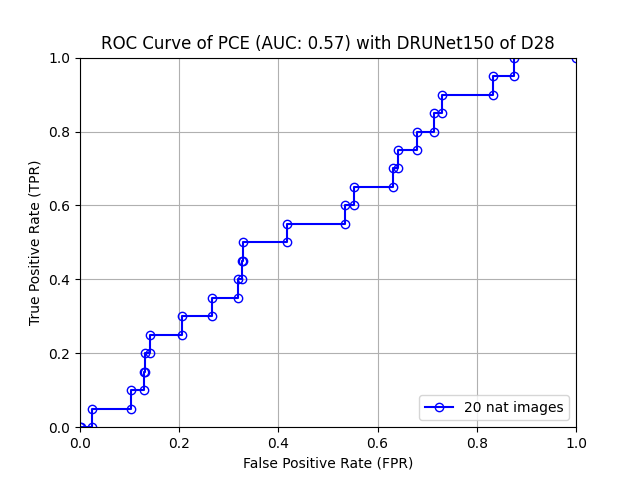 ROC Curve of PCE (AUC: 0.57) with DRUNet150 of D28
1.0
0.8
0.6
0.4
0.2
0.0
True Positive Rate (TPR)
20 nat images
0.0 0.2 0.4 0.6 0.8 1.0
False Positive Rate (FPR)